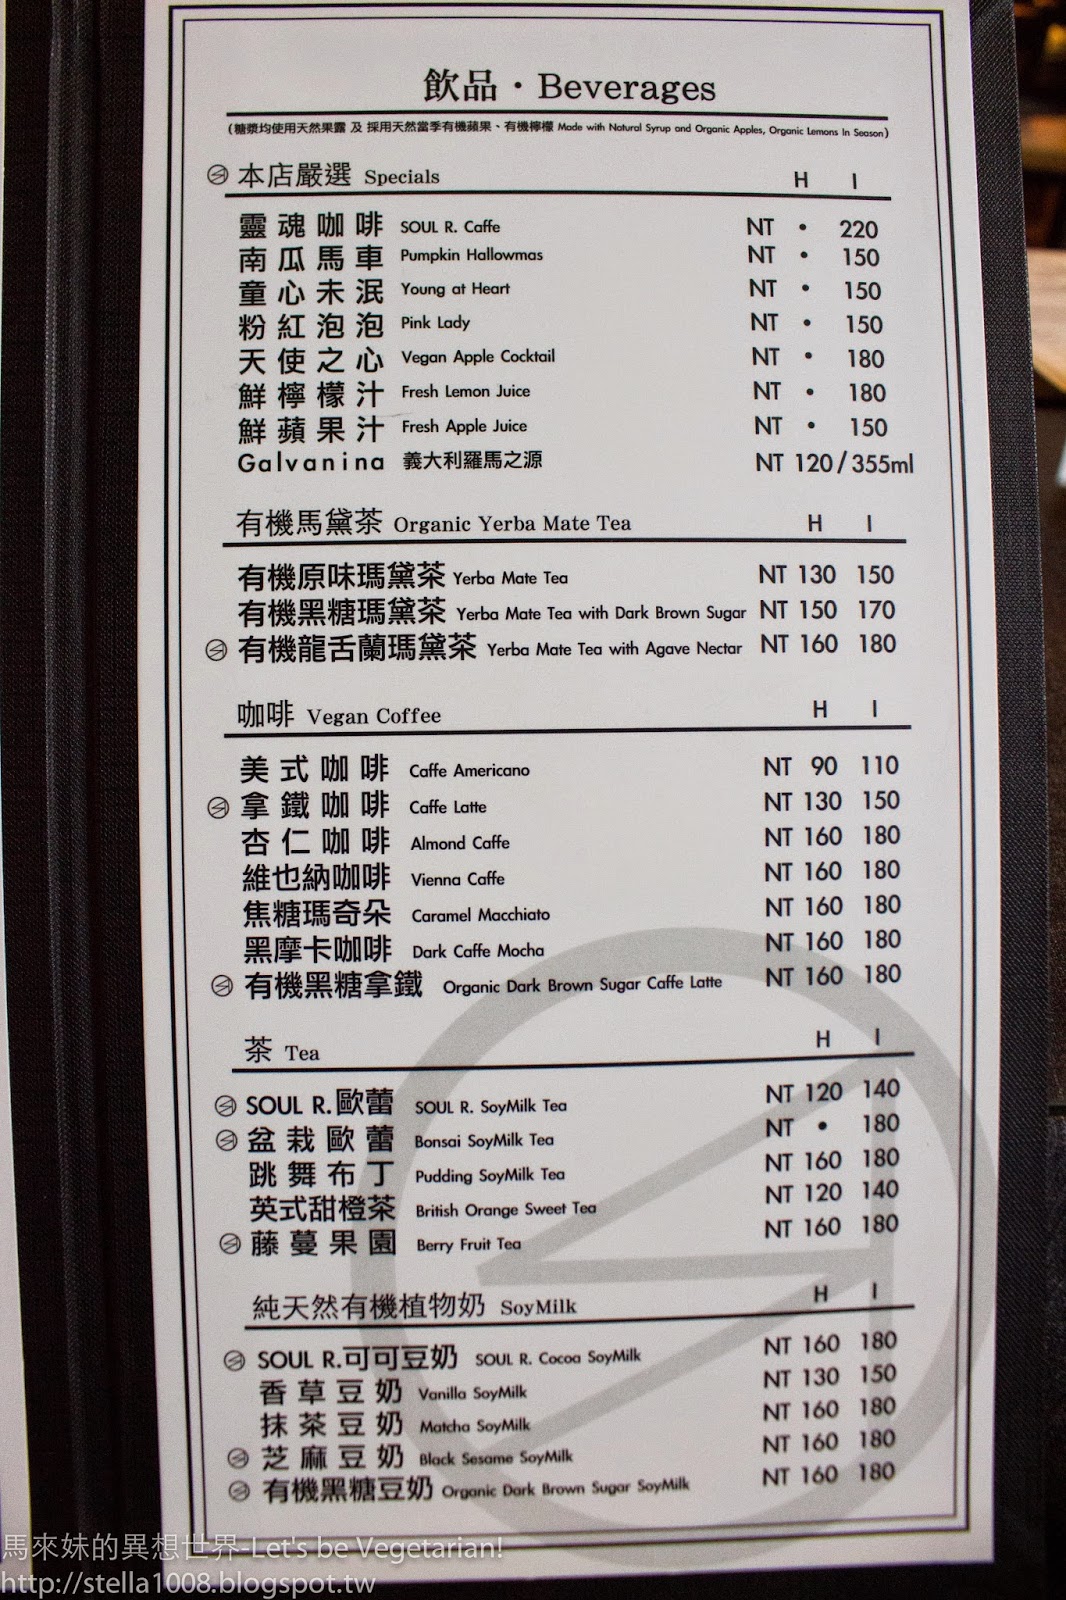 飲品・Beverages
(糖漿均使用天然果露 及 採用天然當季有機蘋果、有機檸檬 Made with Natural Syrup and Organic Apples, Organic Lemons In Season)
本店嚴選 Specials H I
靈魂咖啡 SOUL R. Caffe NT • 220
南瓜馬車 Pumpkin Hallowmas NT • 150
童心未泯 Young at Heart NT • 150
粉紅泡泡 Pink Lady NT • 150
天使之心 Vegan Apple Cocktail NT • 180
鮮檸檬汁 Fresh Lemon Juice NT • 180
鮮蘋果汁 Fresh Apple Juice NT • 150
Galvanina 義大利羅馬之源 NT 120/355ml
有機馬黛茶 Organic Yerba Mate Tea H I
有機原味瑪黛茶 Yerba Mate Tea NT 130 150
有機黑糖瑪黛茶 Yerba Mate Tea with Dark Brown Sugar NT 150 170
有機龍舌蘭瑪黛茶 Yerba Mate Tea with Agave Nectar NT 160 180
咖啡 Vegan Coffee H I
美式咖啡 Caffe Americano NT 90 110
拿鐵咖啡 Caffe Latte NT 130 150
杏仁咖啡 Almond Caffe NT 160 180
維也納咖啡 Vienna Caffe NT 160 180
焦糖瑪奇朵 Caramel Macchiato NT 160 180
黑摩卡咖啡 Dark Caffe Mocha NT 160 180
有機黑糖拿鐵 Organic Dark Brown Sugar Caffe Latte NT 160 180
茶 Tea H I
SOUL R.歐蕾 SOUL R. SoyMilk Tea NT 120 140
盆栽歐蕾 Bonsai SoyMilk Tea NT • 180
跳舞布丁 Pudding SoyMilk Tea NT 160 180
英式甜橙茶 British Orange Sweet Tea NT 120 140
藤蔓果園 Berry Fruit Tea NT 160 180
純天然有機植物奶 SoyMilk H I
SOUL R.可可豆奶 SOUL R. Cocoa SoyMilk NT 160 180
香草豆奶 Vanilla SoyMilk NT 130 150
抹茶豆奶 Matcha SoyMilk NT 160 180
芝麻豆奶 Black Sesame SoyMilk NT 160 180
有機黑糖豆奶 Organic Dark Brown Sugar SoyMilk NT 160 180
馬來妹的異想世界-Let's be Vegetarian!
http://stella1008.blogspot.tw